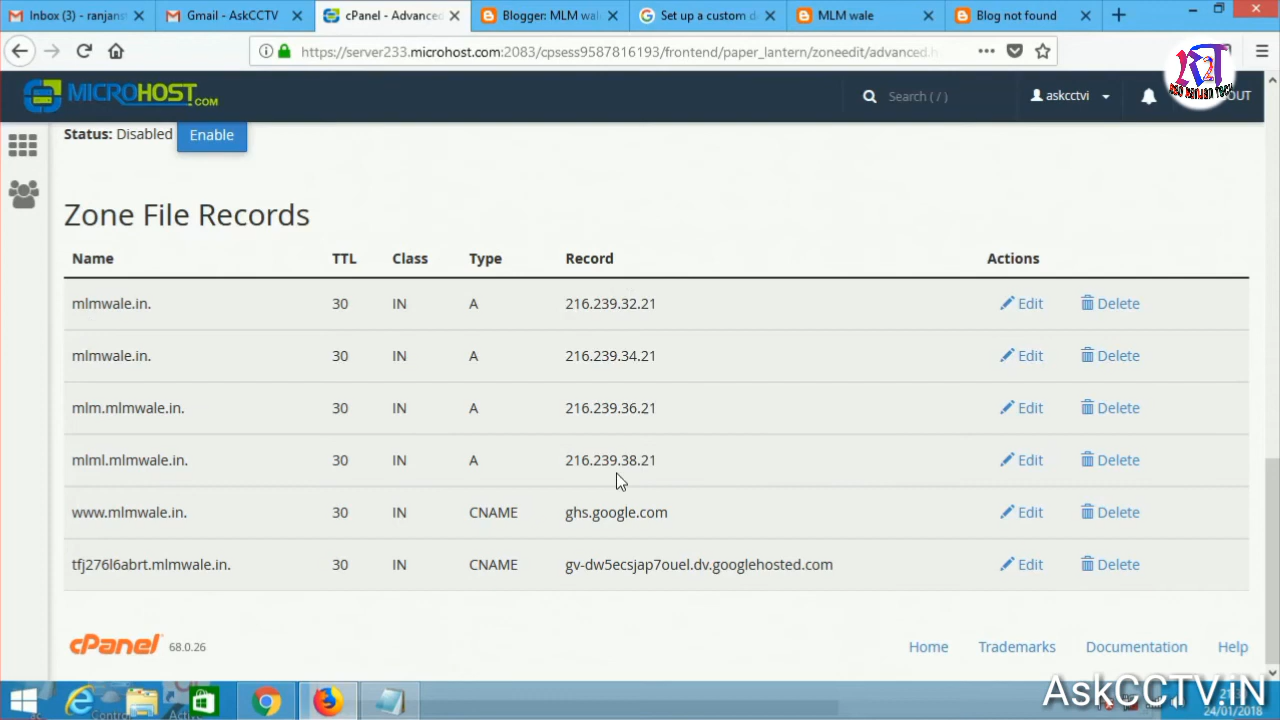 Inbox (3) - ranjans
Gmail - AskCCTV
cPanel - Advanced
Blogger: MLM wal
Set up a custom d
MLM wale
Blog not found
https://server233.microhost.com:2083/cpsess9587816193/frontend/paper_lantern/zoneedit/advanced.h
MICROHOST.COM
Search ( / )
askcctvi
OUT
Status: Disabled
Enable
Zone File Records
Name TTL Class Type Record Actions
mlmwale.in. 30 IN A 216.239.32.21 Edit Delete
mlmwale.in. 30 IN A 216.239.34.21 Edit Delete
mlm.mlmwale.in. 30 IN A 216.239.36.21 Edit Delete
mlml.mlmwale.in. 30 IN A 216.239.38.21 Edit Delete
www.mlmwale.in. 30 IN CNAME ghs.google.com Edit Delete
tfj276l6abrt.mlmwale.in. 30 IN CNAME gv-dw5ecsjap7ouel.dv.googlehosted.com Edit Delete
cPanel 68.0.26
Home Trademarks Documentation Help
AskCCTV.iN
24/01/2018